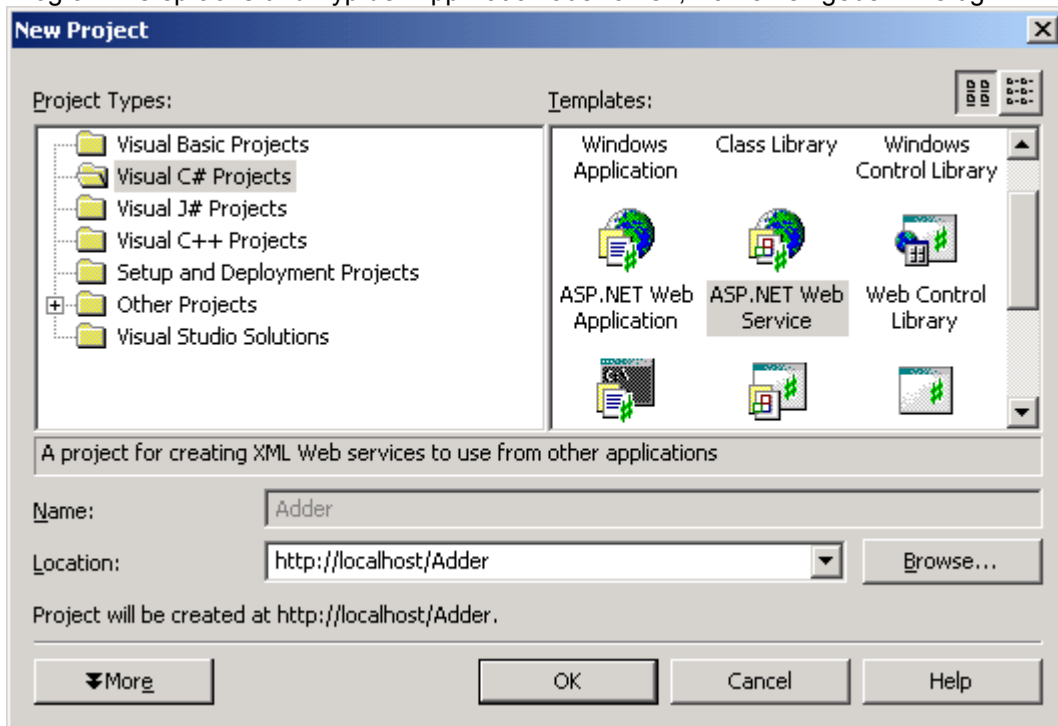 New Project
Project Types:
Templates:
Visual Basic Projects
Visual C# Projects
Visual J# Projects
Visual C++ Projects
Setup and Deployment Projects
Other Projects
Visual Studio Solutions
Windows Application
Class Library
Windows Control Library
ASP.NET Web Application
ASP.NET Web Service
Web Control Library
A project for creating XML Web services to use from other applications
Name:
Adder
Location:
http://localhost/Adder
Browse...
Project will be created at http://localhost/Adder.
More
OK
Cancel
Help